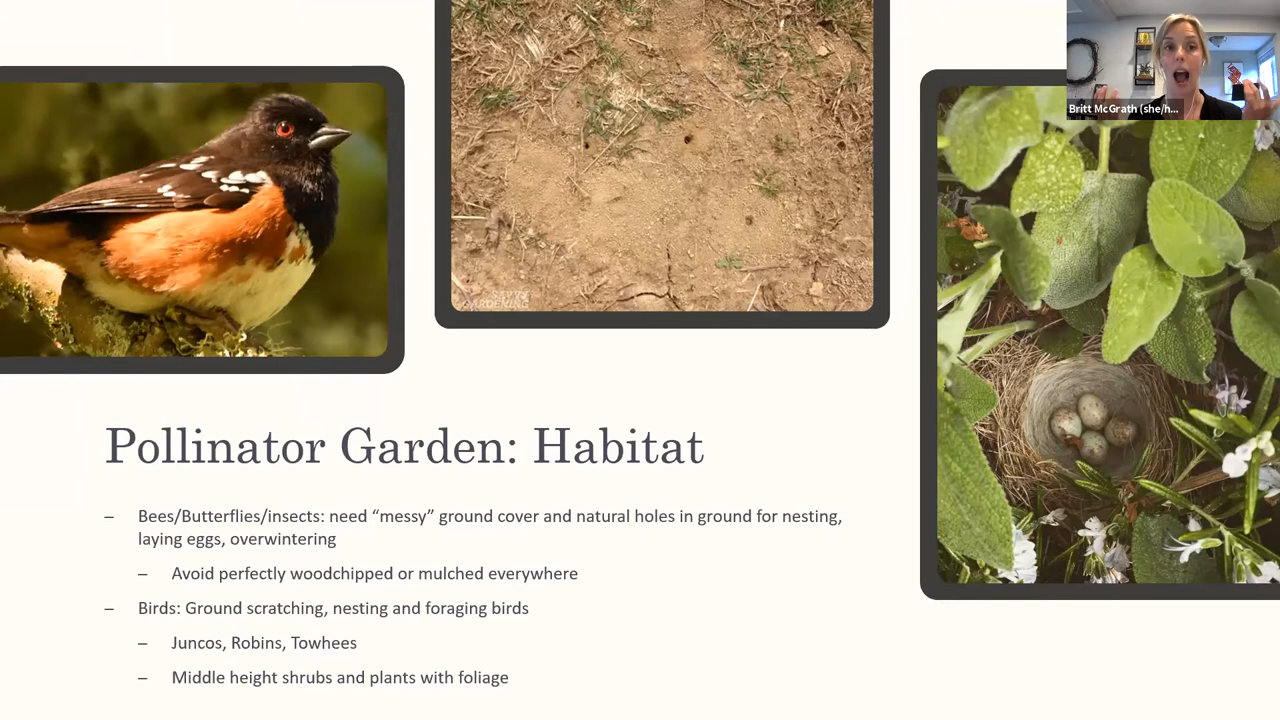 Britt McGrath (she/h...
SAVVY
GARDENING
Pollinator Garden: Habitat
– Bees/Butterflies/insects: need “messy” ground cover and natural holes in ground for nesting,
laying eggs, overwintering
– Avoid perfectly woodchipped or mulched everywhere
– Birds: Ground scratching, nesting and foraging birds
– Juncos, Robins, Towhees
– Middle height shrubs and plants with foliage